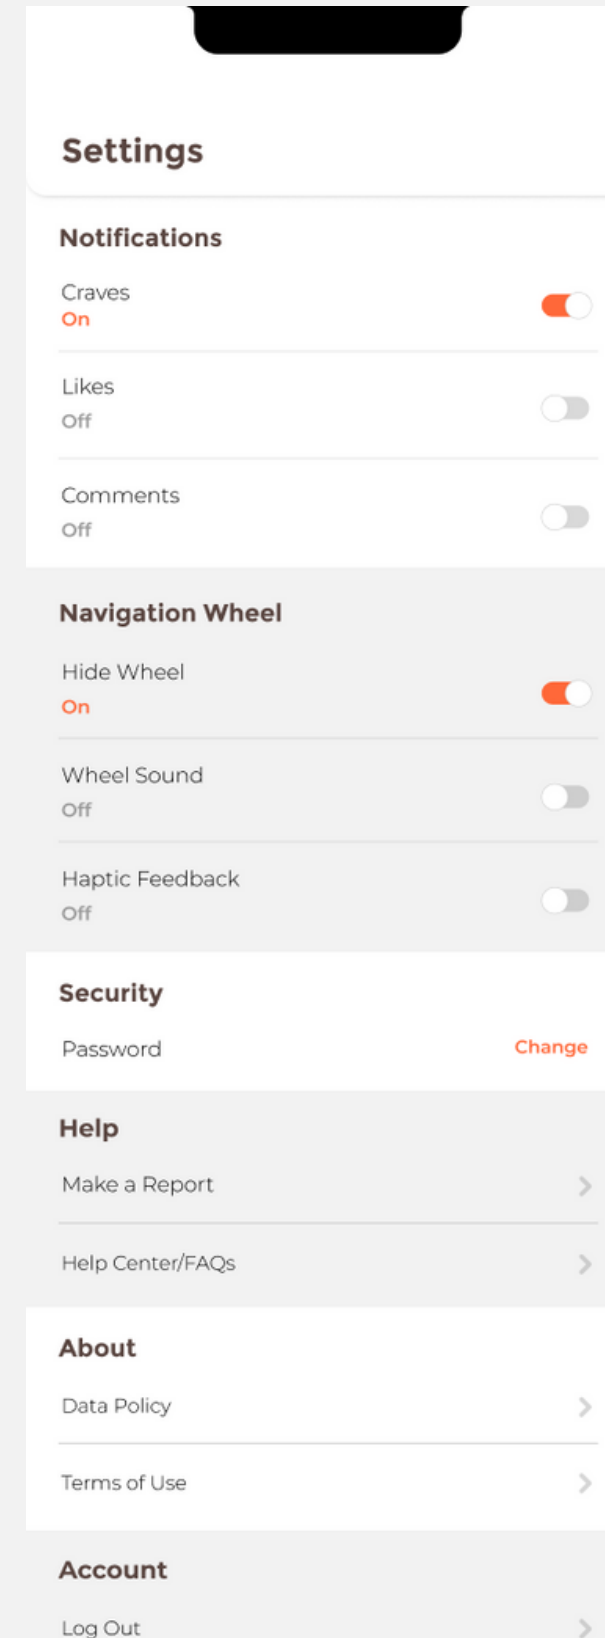 Settings
Notifications
Craves
On
Likes
Off
Comments
Off
Navigation Wheel
Hide Wheel
On
Wheel Sound
Off
Haptic Feedback
Off
Security
Password
Change
Help
Make a Report
Help Center/FAQs
About
Data Policy
Terms of Use
Account
Log Out